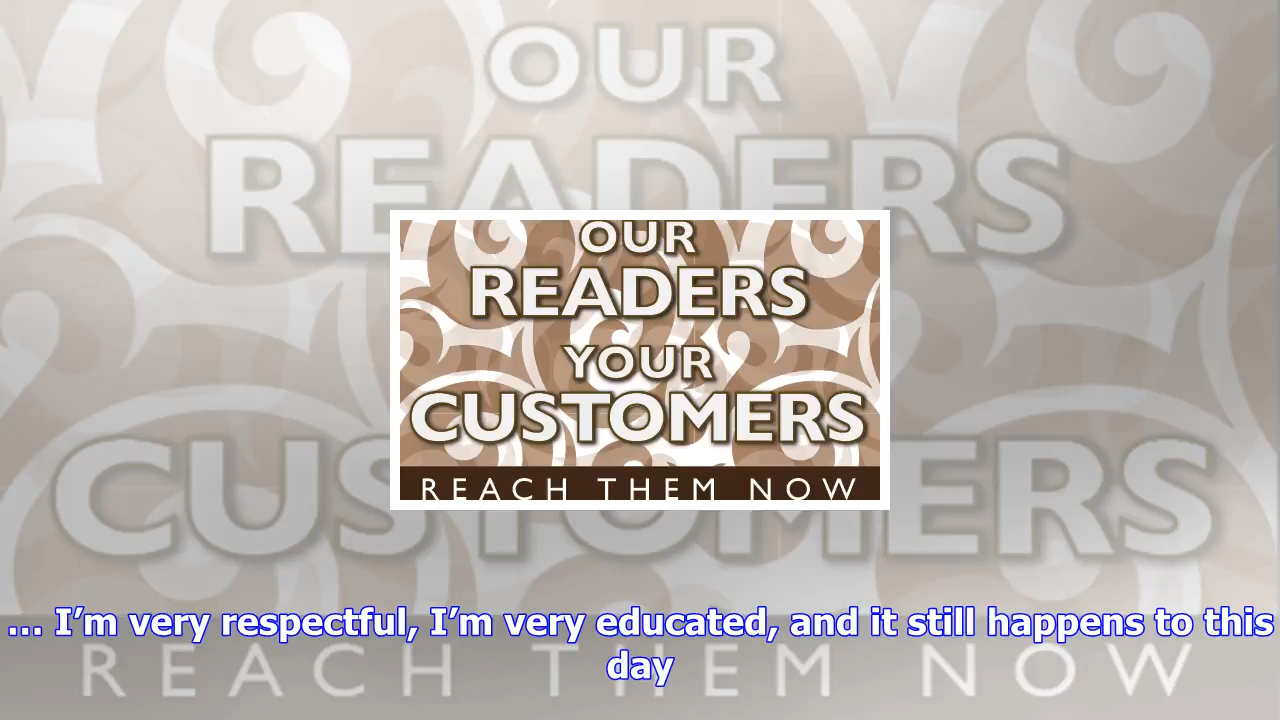 OUR
READERS
OUR
READERS
YOUR
CUSTOMERS
REACH THEM NOW
CUSTOMERS
... I’m very respectful, I’m very educated, and it still happens to this
day
REACH THEM NOW